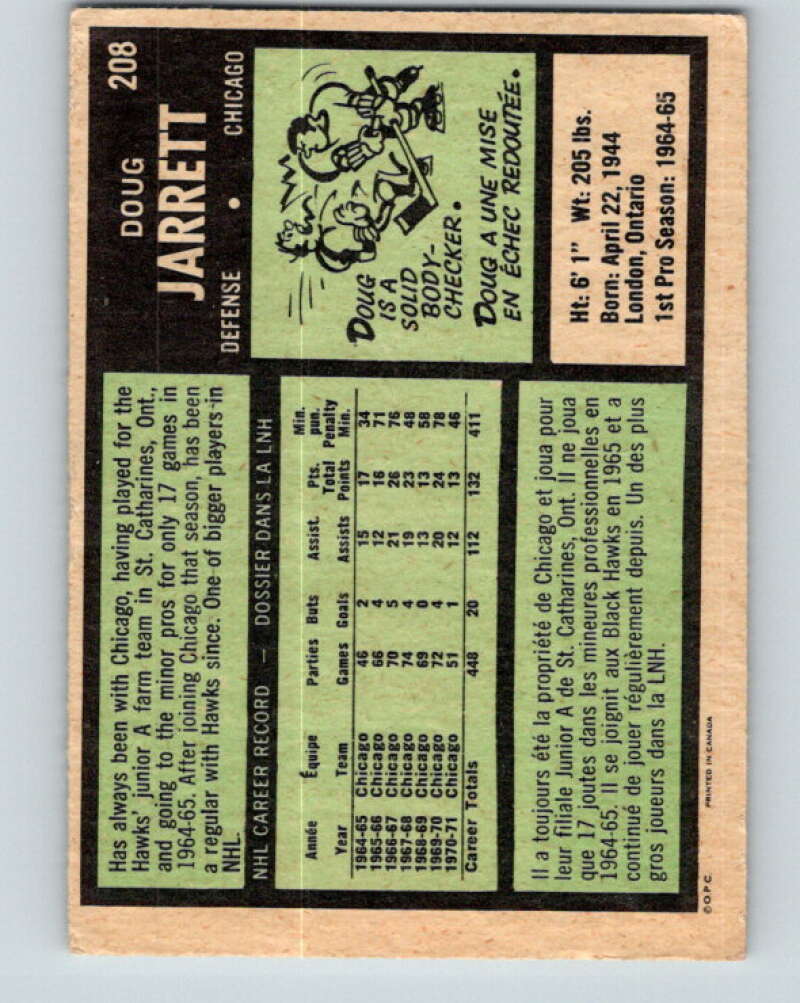 208
DOUG
JARRETT
DEFENSE • CHICAGO
Has always been with Chicago, having played for the
Hawks' junior A farm team in St. Catharines, Ont.,
and going to the minor pros for only 17 games in
1964-65. After joining Chicago that season, has been
a regular with Hawks since. One of bigger players in
NHL.
DOUG
IS A
SOLID
BODY-
CHECKER.
DOUG A UNE MISE
EN ÉCHEC REDOUTÉE.
NHL CAREER RECORD — DOSSIER DANS LA LNH
Année Équipe Parties Buts Assist. Pts. Min.
pun.
Total Penalty
Year Team Games Goals Assists Points Min.
1964-65 Chicago 46 2 15 17 34
1965-66 Chicago 66 4 12 16 71
1966-67 Chicago 70 5 21 26 76
1967-68 Chicago 74 4 19 23 48
1968-69 Chicago 69 0 13 13 58
1969-70 Chicago 72 4 20 24 78
1970-71 Chicago 51 1 12 13 46
Career Totals 448 20 112 132 411
Ht: 6' 1" Wt: 205 lbs.
Born: April 22, 1944
London, Ontario
1st Pro Season: 1964-65
Il a toujours été la propriété de Chicago et joua pour
leur filiale Junior A de St. Catharines, Ont. Il ne joua
que 17 joutes dans les mineures professionnelles en
1964-65. Il se joignit aux Black Hawks en 1965 et a
continué de jouer régulièrement depuis. Un des plus
gros joueurs dans la LNH.
©O.P.C. PRINTED IN CANADA